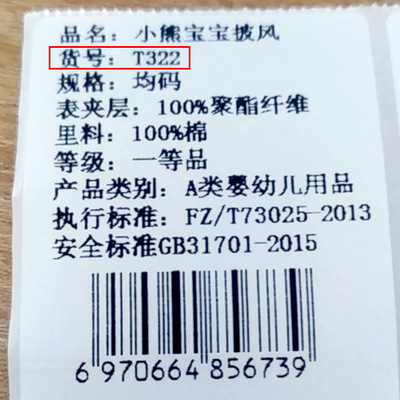 品名：小熊宝宝披风
货号：T322
规格：均码
表夹层：100%聚酯纤维
里料：100%棉
等级：一等品
产品类别：A类婴幼儿用品
执行标准：FZ/T73025-2013
安全标准GB31701-2015
6 970664 856739